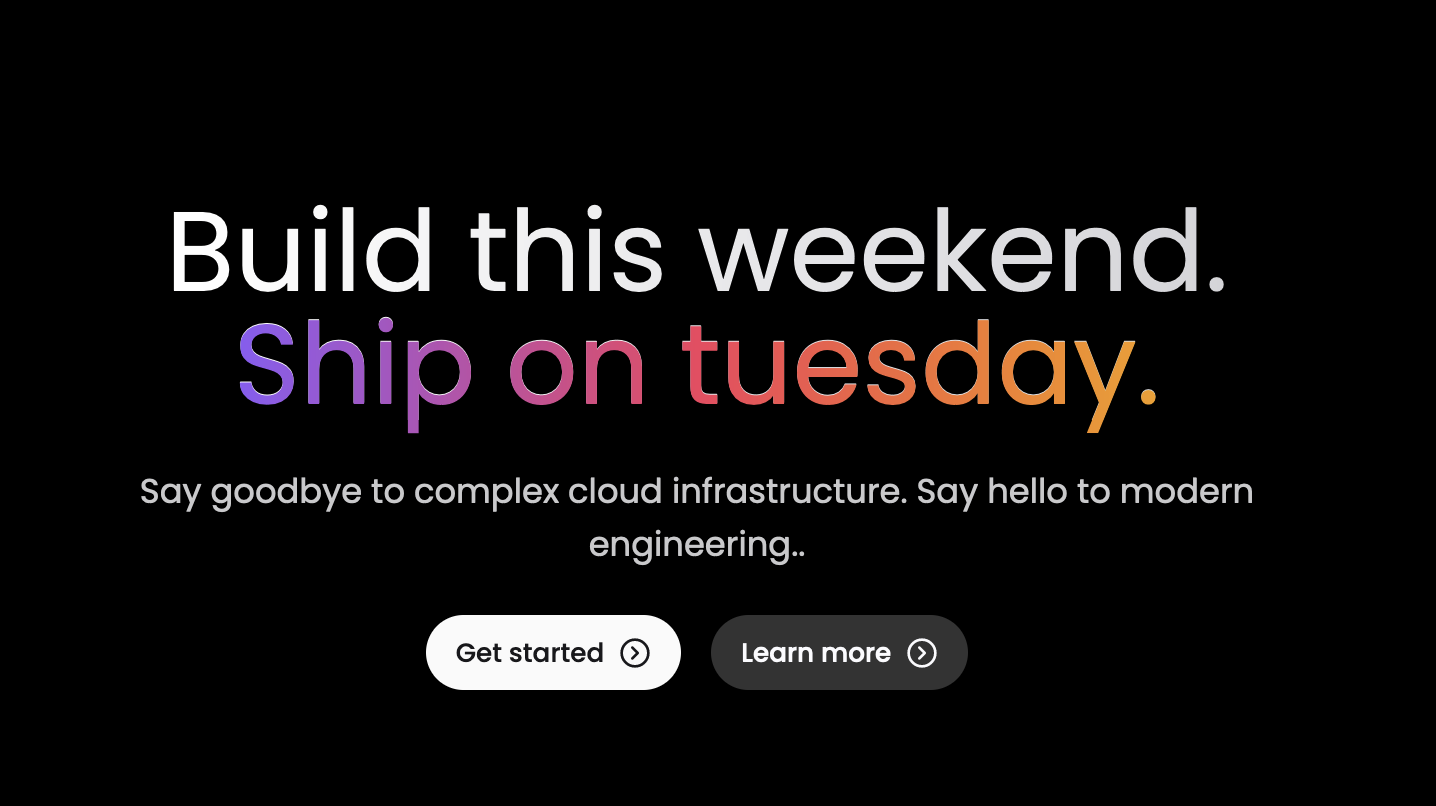 Build this weekend.
Ship on tuesday.
Say goodbye to complex cloud infrastructure. Say hello to modern
engineering..
Get started
Learn more